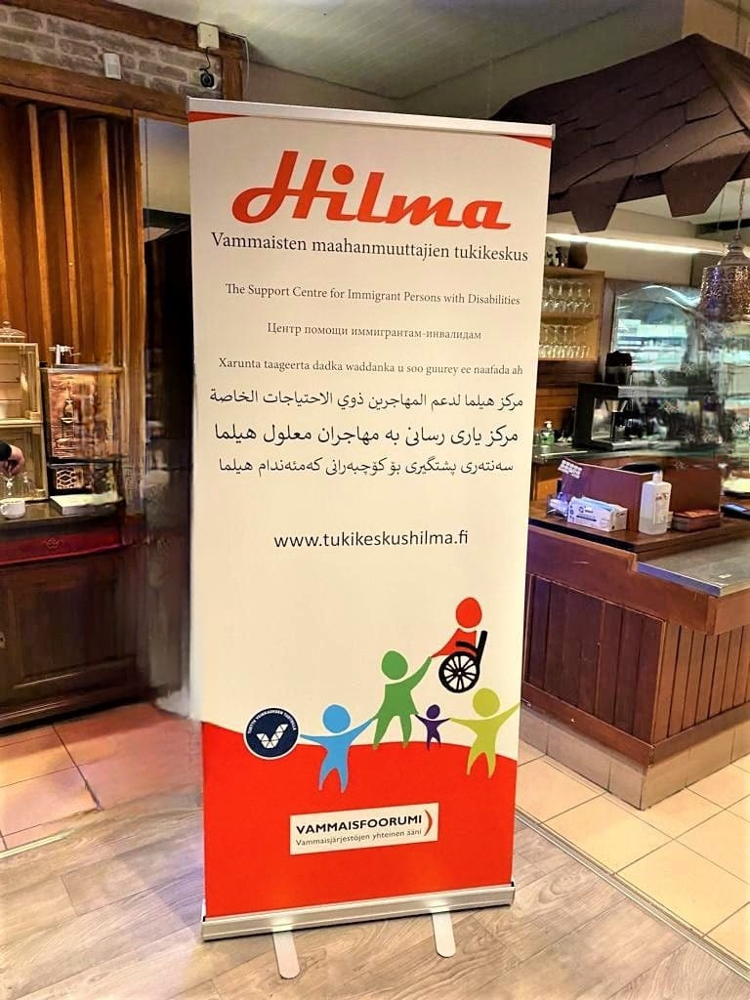 Hilma
Vammaisten maahanmuuttajien tukikeskus
The Support Centre for Immigrant Persons with Disabilities
Центр помощи иммигрантам-инвалидам
Xarunta taageerta dadka waddanka u soo guurey ee naafada ah
مركز هيلما لدعم المهاجرين ذوي الاحتياجات الخاصة
مرکز یاری رسانی به مهاجران معلول هیلما
سەنتەری پشتگیری بۆ کۆچبەرانی کەمئەندام هیلما
www.tukikeskushilma.fi
VAMMAISFOORUMI
Vammaisjärjestöjen yhteinen ääni